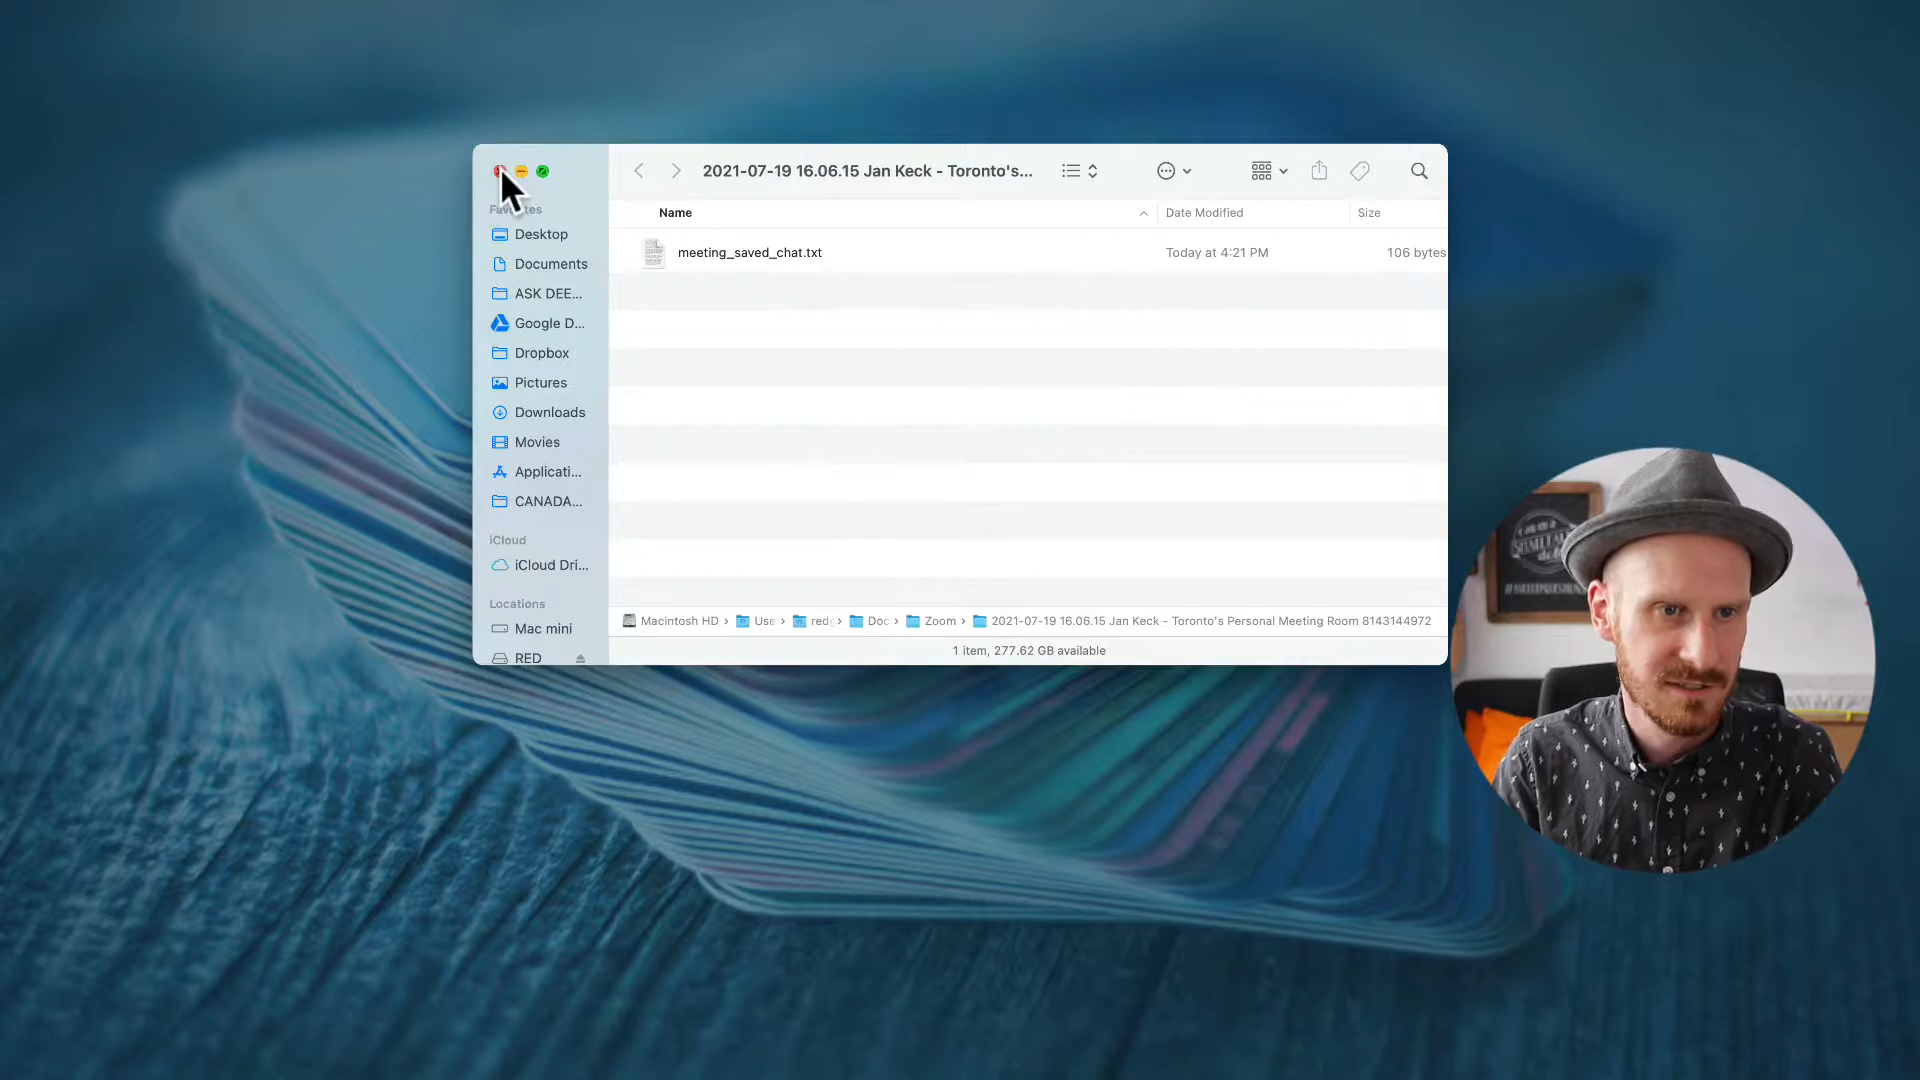 2021-07-19 16.06.15 Jan Keck - Toronto's...
Favorites
Desktop
Documents
ASK DEE...
Google D...
Dropbox
Pictures
Downloads
Movies
Applicati...
CANADA...
iCloud
iCloud Dri...
Locations
Mac mini
RED
Name Date Modified Size
meeting_saved_chat.txt Today at 4:21 PM 106 bytes
Macintosh HD › Use › red › Doc › Zoom › 2021-07-19 16.06.15 Jan Keck - Toronto's Personal Meeting Room 8143144972
1 item, 277.62 GB available